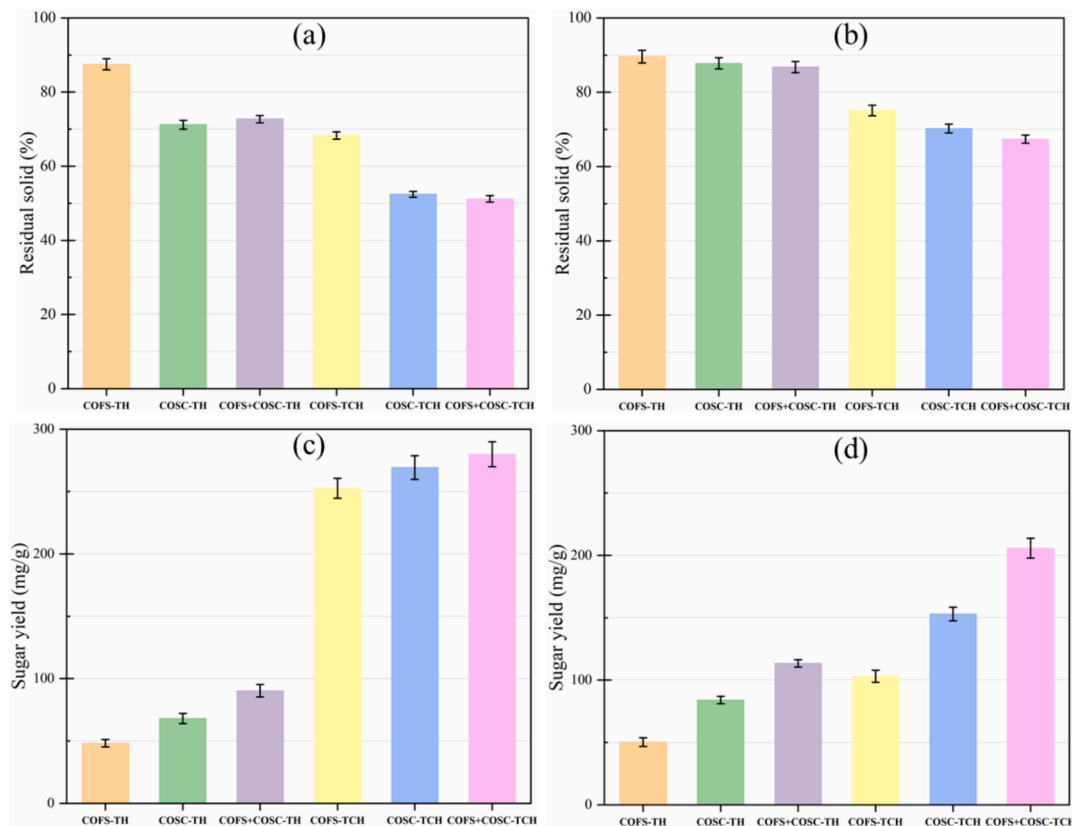 (a)
Residual solid (%)
100
80
60
40
20
0
COFS-TH COSC-TH COFS+COSC-TH COFS-TCH COSC-TCH COFS+COSC-TCH
(b)
Residual solid (%)
100
80
60
40
20
0
COFS-TH COSC-TH COFS+COSC-TH COFS-TCH COSC-TCH COFS+COSC-TCH
(c)
Sugar yield (mg/g)
300
200
100
0
COFS-TH COSC-TH COFS+COSC-TH COFS-TCH COSC-TCH COFS+COSC-TCH
(d)
Sugar yield (mg/g)
300
200
100
0
COFS-TH COSC-TH COFS+COSC-TH COFS-TCH COSC-TCH COFS+COSC-TCH